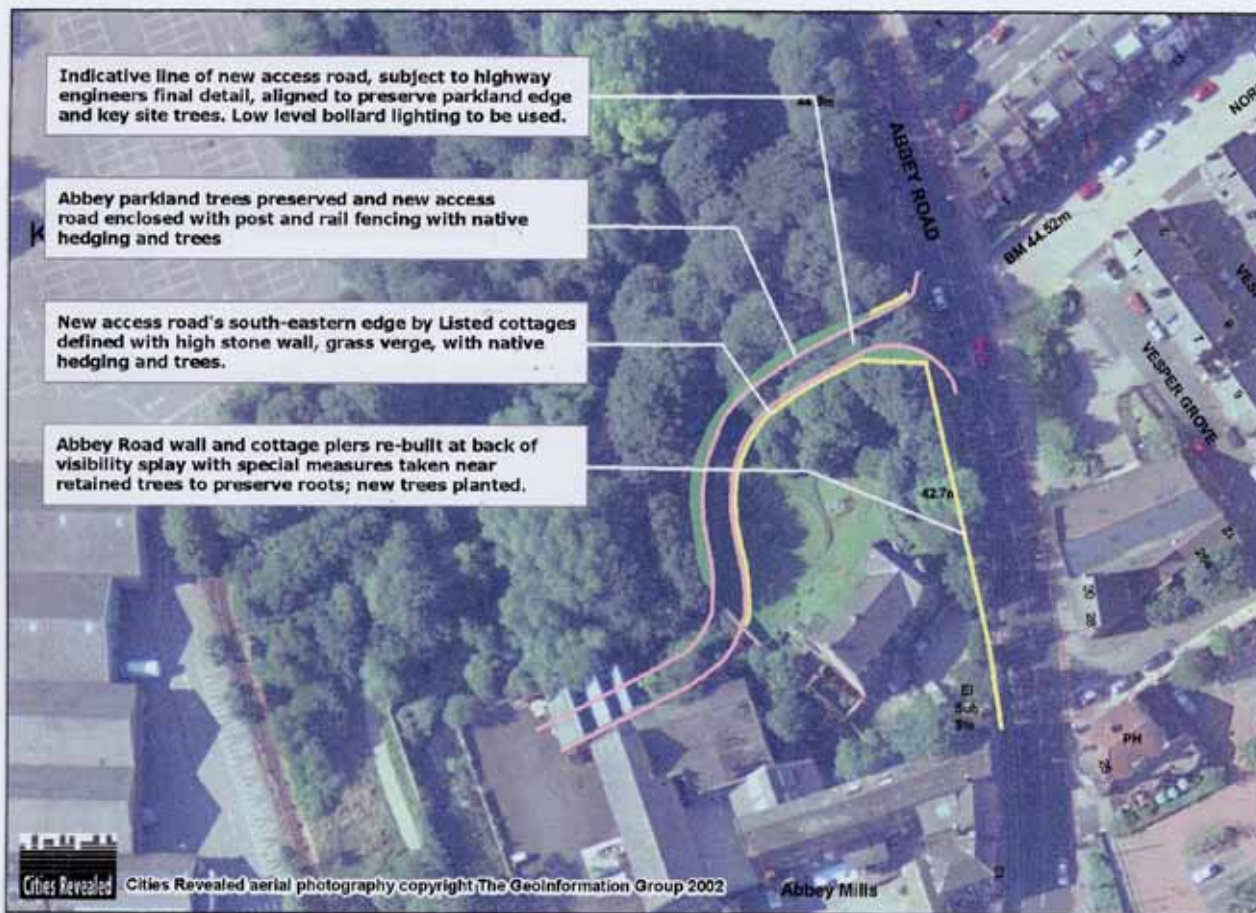 Indicative line of new access road, subject to highway
engineers final detail, aligned to preserve parkland edge
and key site trees. Low level bollard lighting to be used.
Abbey parkland trees preserved and new access
road enclosed with post and rail fencing with native
hedging and trees
New access road's south-eastern edge by Listed cottages
defined with high stone wall, grass verge, with native
hedging and trees.
Abbey Road wall and cottage piers re-built at back of
visibility splay with special measures taken near
retained trees to preserve roots; new trees planted.
ABBEY ROAD
NOR
BM 44.52m
VESPER GROVE
VES
42.7m
El
Sub
Sta
PH
Abbey Mills
Cities Revealed
Cities Revealed aerial photography copyright The GeoInformation Group 2002